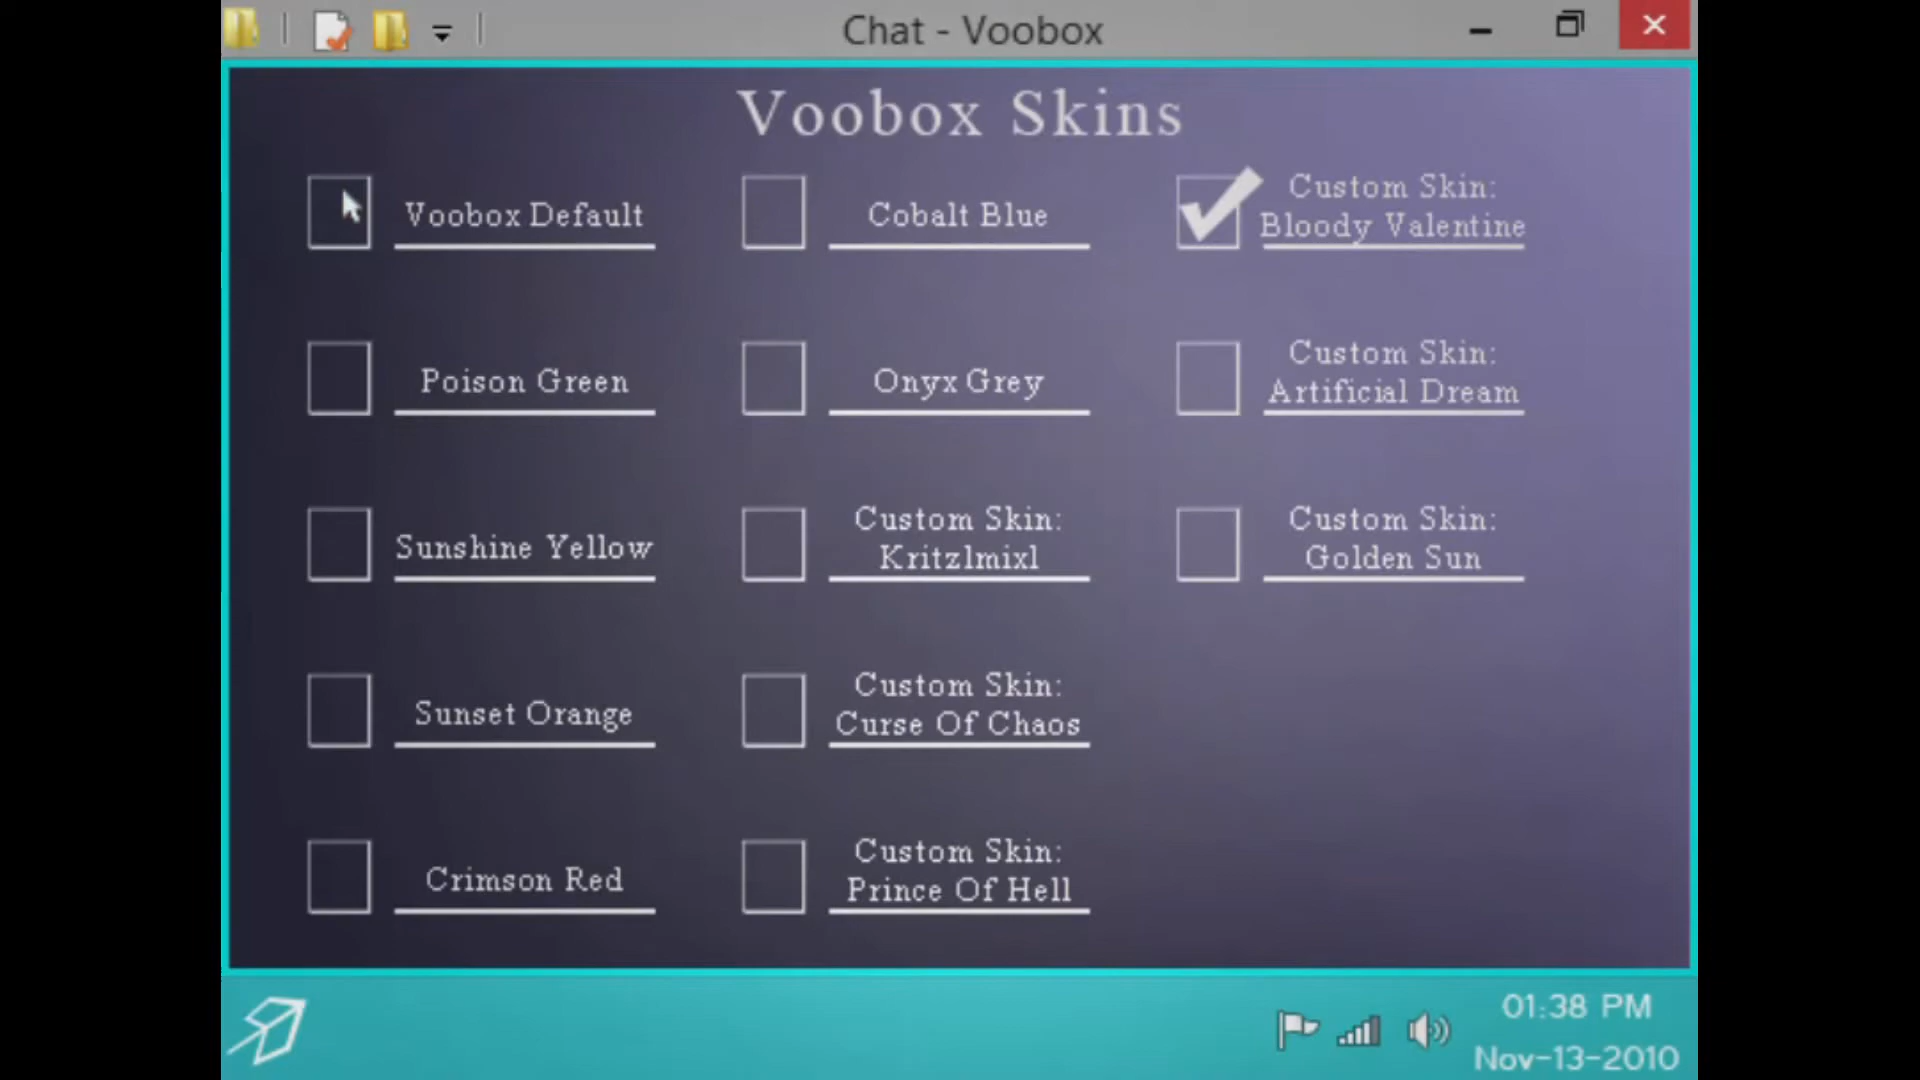 Chat - Voobox
Voobox Skins
Voobox Default
Cobalt Blue
Custom Skin:
Bloody Valentine
Poison Green
Onyx Grey
Custom Skin:
Artificial Dream
Sunshine Yellow
Custom Skin:
Kritzlmixl
Custom Skin:
Golden Sun
Sunset Orange
Custom Skin:
Curse Of Chaos
Crimson Red
Custom Skin:
Prince Of Hell
01:38 PM
Nov-13-2010